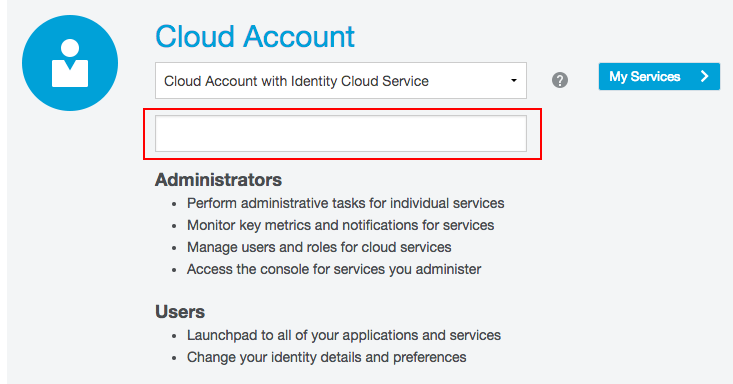 Cloud Account
Cloud Account with Identity Cloud Service
?
My Services
Administrators
• Perform administrative tasks for individual services
• Monitor key metrics and notifications for services
• Manage users and roles for cloud services
• Access the console for services you administer
Users
• Launchpad to all of your applications and services
• Change your identity details and preferences